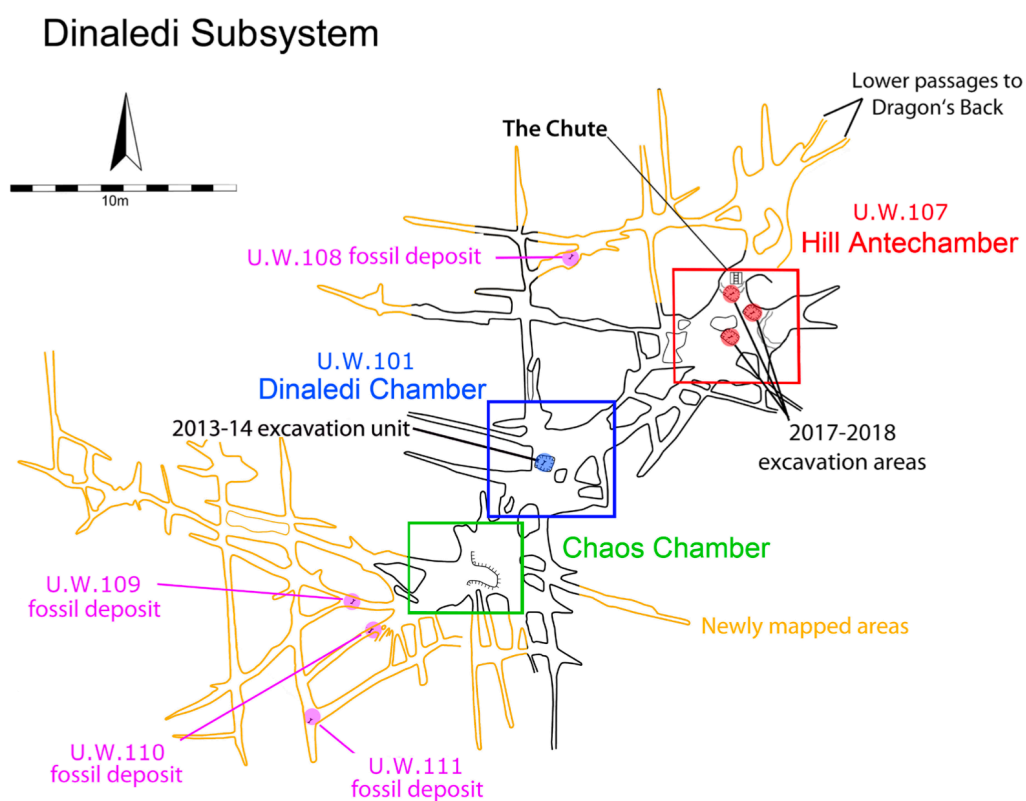 Dinaledi Subsystem
10m
Lower passages to
Dragon's Back
The Chute
U.W.107
Hill Antechamber
U.W.108 fossil deposit
U.W.101
Dinaledi Chamber
2013-14 excavation unit
2017-2018
excavation areas
Chaos Chamber
U.W.109
fossil deposit
Newly mapped areas
U.W.110
fossil deposit
U.W.111
fossil deposit